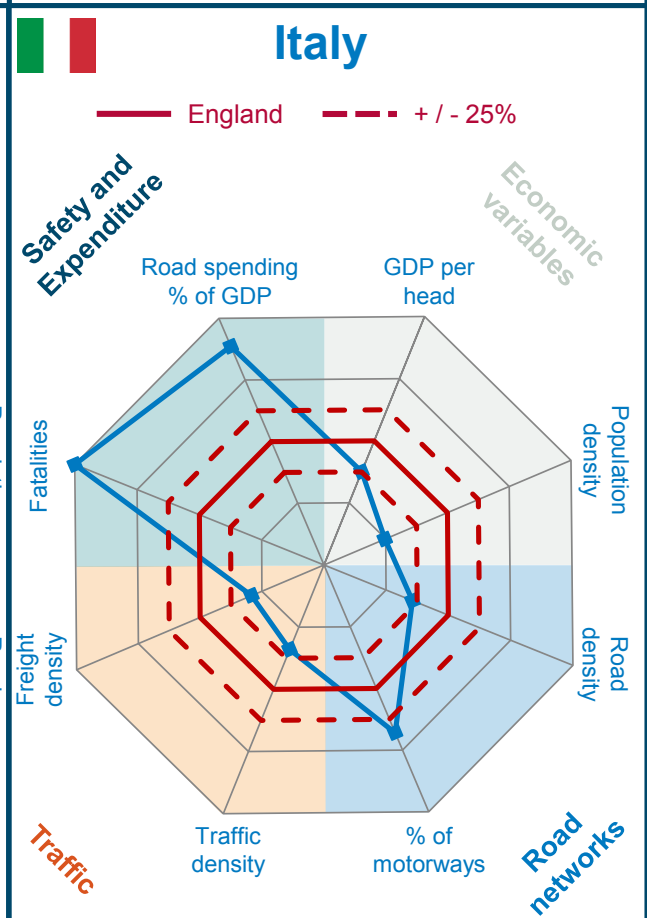 Italy
England
+ / - 25%
Safety and
Expenditure
Economic
variables
Road spending
% of GDP
GDP per
head
Fatalities
Population
density
Freight
density
Road
density
Traffic
density
% of
motorways
Traffic
Road
networks